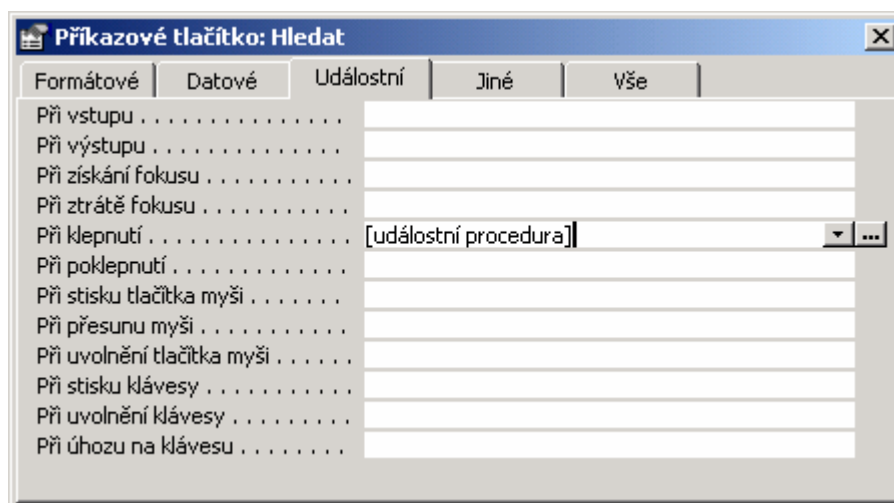 Příkazové tlačítko: Hledat
Formátové Datové Událostní Jiné Vše
Při vstupu . . . . . . . . . . . . . . .
Při výstupu . . . . . . . . . . . . . .
Při získání fokusu . . . . . . . . . . .
Při ztrátě fokusu . . . . . . . . . . .
Při klepnutí . . . . . . . . . . . . . . . [událostní procedura] ...
Při poklepnutí . . . . . . . . . . . . .
Při stisku tlačítka myši . . . . . . .
Při přesunu myši . . . . . . . . . . .
Při uvolnění tlačítka myši . . . . . .
Při stisku klávesy . . . . . . . . . . .
Při uvolnění klávesy . . . . . . . . .
Při úhozu na klávesu . . . . . . . .